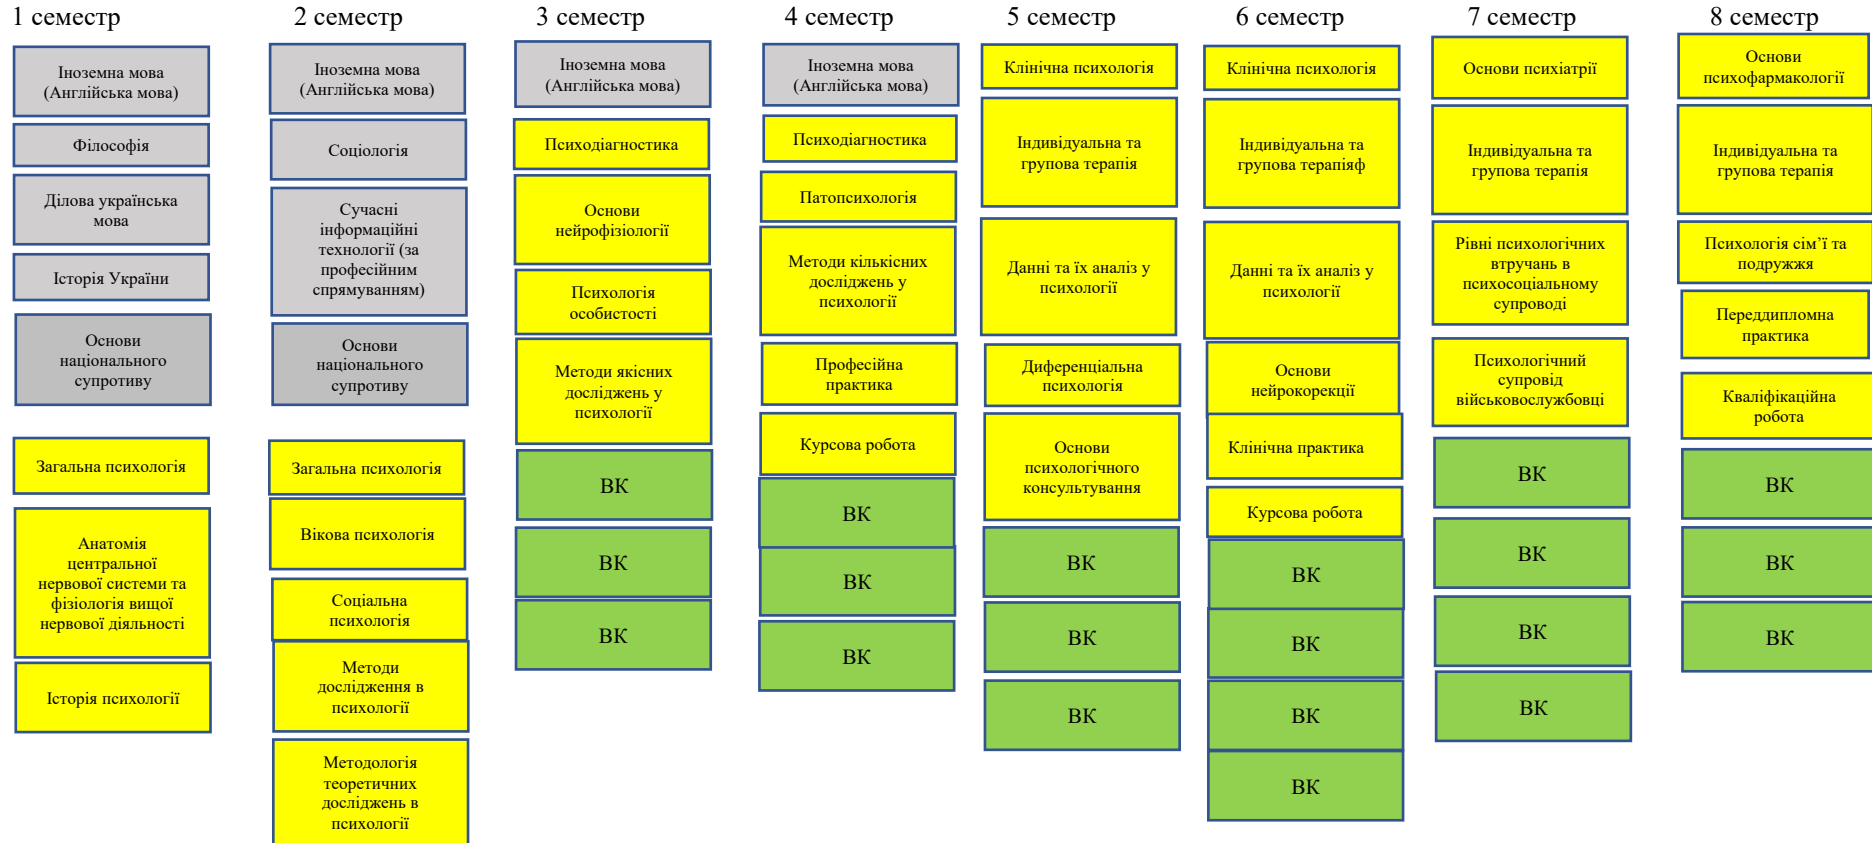 1 семестр
Іноземна мова
(Англійська мова)
Філософія
Ділова українська
мова
Історія України
Основи
національного
супротиву
Загальна психологія
Анатомія
центральної
нервової системи та
фізіологія вищої
нервової діяльності
Історія психології
2 семестр
Іноземна мова
(Англійська мова)
Соціологія
Сучасні
інформаційні
технології (за
професійним
спрямуванням)
Основи
національного
супротиву
Загальна психологія
Вікова психологія
Соціальна
психологія
Методи
дослідження в
психології
Методологія
теоретичних
досліджень в
психології
3 семестр
Іноземна мова
(Англійська мова)
Психодіагностика
Основи
нейрофізіології
Психологія
особистості
Методи якісних
досліджень у
психології
ВК
ВК
ВК
4 семестр
Іноземна мова
(Англійська мова)
Психодіагностика
Патопсихологія
Методи кількісних
досліджень у
психології
Професійна
практика
Курсова робота
ВК
ВК
ВК
5 семестр
Клінічна психологія
Індивідуальна та
групова терапія
Данні та їх аналіз у
психології
Диференціальна
психологія
Основи
психологічного
консультування
ВК
ВК
ВК
6 семестр
Клінічна психологія
Індивідуальна та
групова терапіяф
Данні та їх аналіз у
психології
Основи
нейрокорекції
Клінічна практика
Курсова робота
ВК
ВК
ВК
ВК
7 семестр
Основи психіатрії
Індивідуальна та
групова терапія
Рівні психологічних
втручань в
психосоціальному
супроводі
Психологічний
супровід
військовослужбовці
ВК
ВК
ВК
ВК
8 семестр
Основи
психофармакології
Індивідуальна та
групова терапія
Психологія сім’ї та
подружжя
Переддипломна
практика
Кваліфікаційна
робота
ВК
ВК
ВК